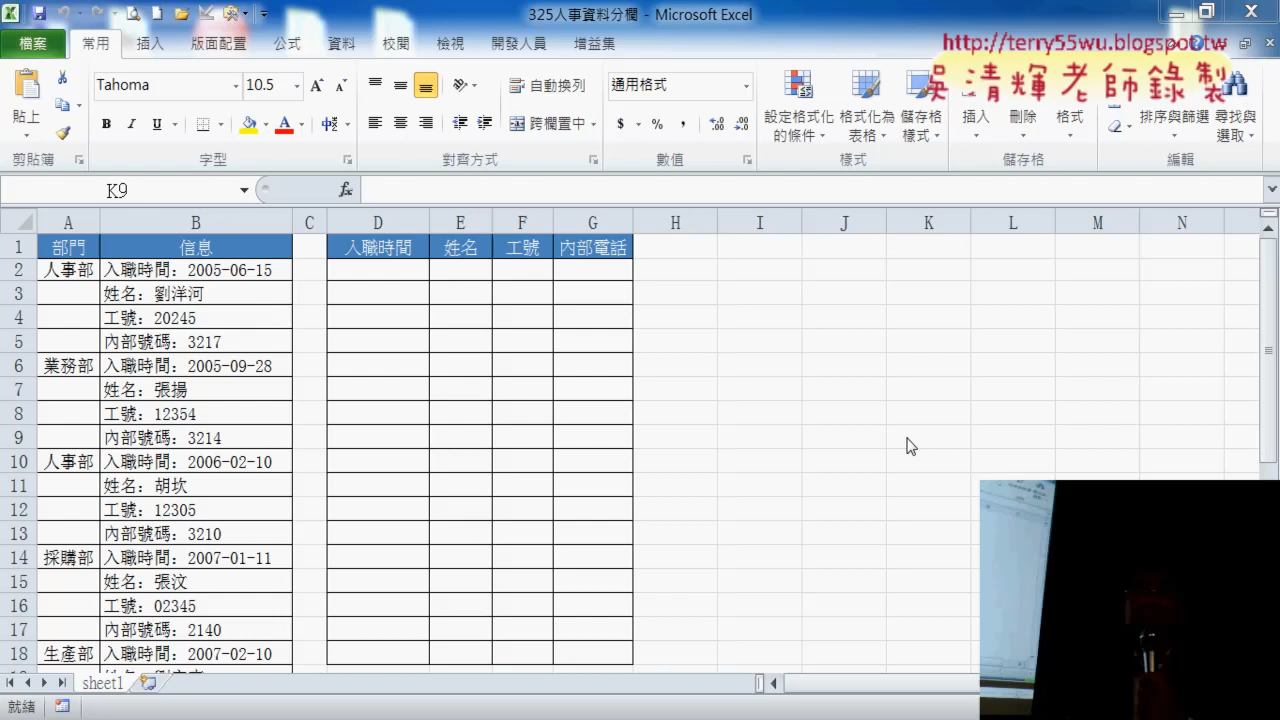 325人事資料分欄 - Microsoft Excel
檔案 常用 插入 版面配置 公式 資料 校閱 檢視 開發人員 增益集
http://terry55wu.blogspot.tw
吳清輝老師錄製
貼上 Tahoma 10.5 自動換列 通用格式 設定格式化的條件 格式化為表格 儲存格樣式 插入 刪除 格式 排序與篩選 尋找與選取
B I U A 跨欄置中 $ % ,
剪貼簿 字型 對齊方式 數值 樣式 儲存格 編輯
K9 fx
A B C D E F G H I J K L M N
1 部門 信息 入職時間 姓名 工號 內部電話
2 人事部 入職時間：2005-06-15
3 姓名：劉洋河
4 工號：20245
5 內部號碼：3217
6 業務部 入職時間：2005-09-28
7 姓名：張揚
8 工號：12354
9 內部號碼：3214
10 人事部 入職時間：2006-02-10
11 姓名：胡坎
12 工號：12305
13 內部號碼：3210
14 採購部 入職時間：2007-01-11
15 姓名：張汶
16 工號：02345
17 內部號碼：2140
18 生產部 入職時間：2007-02-10
sheet1
就緒